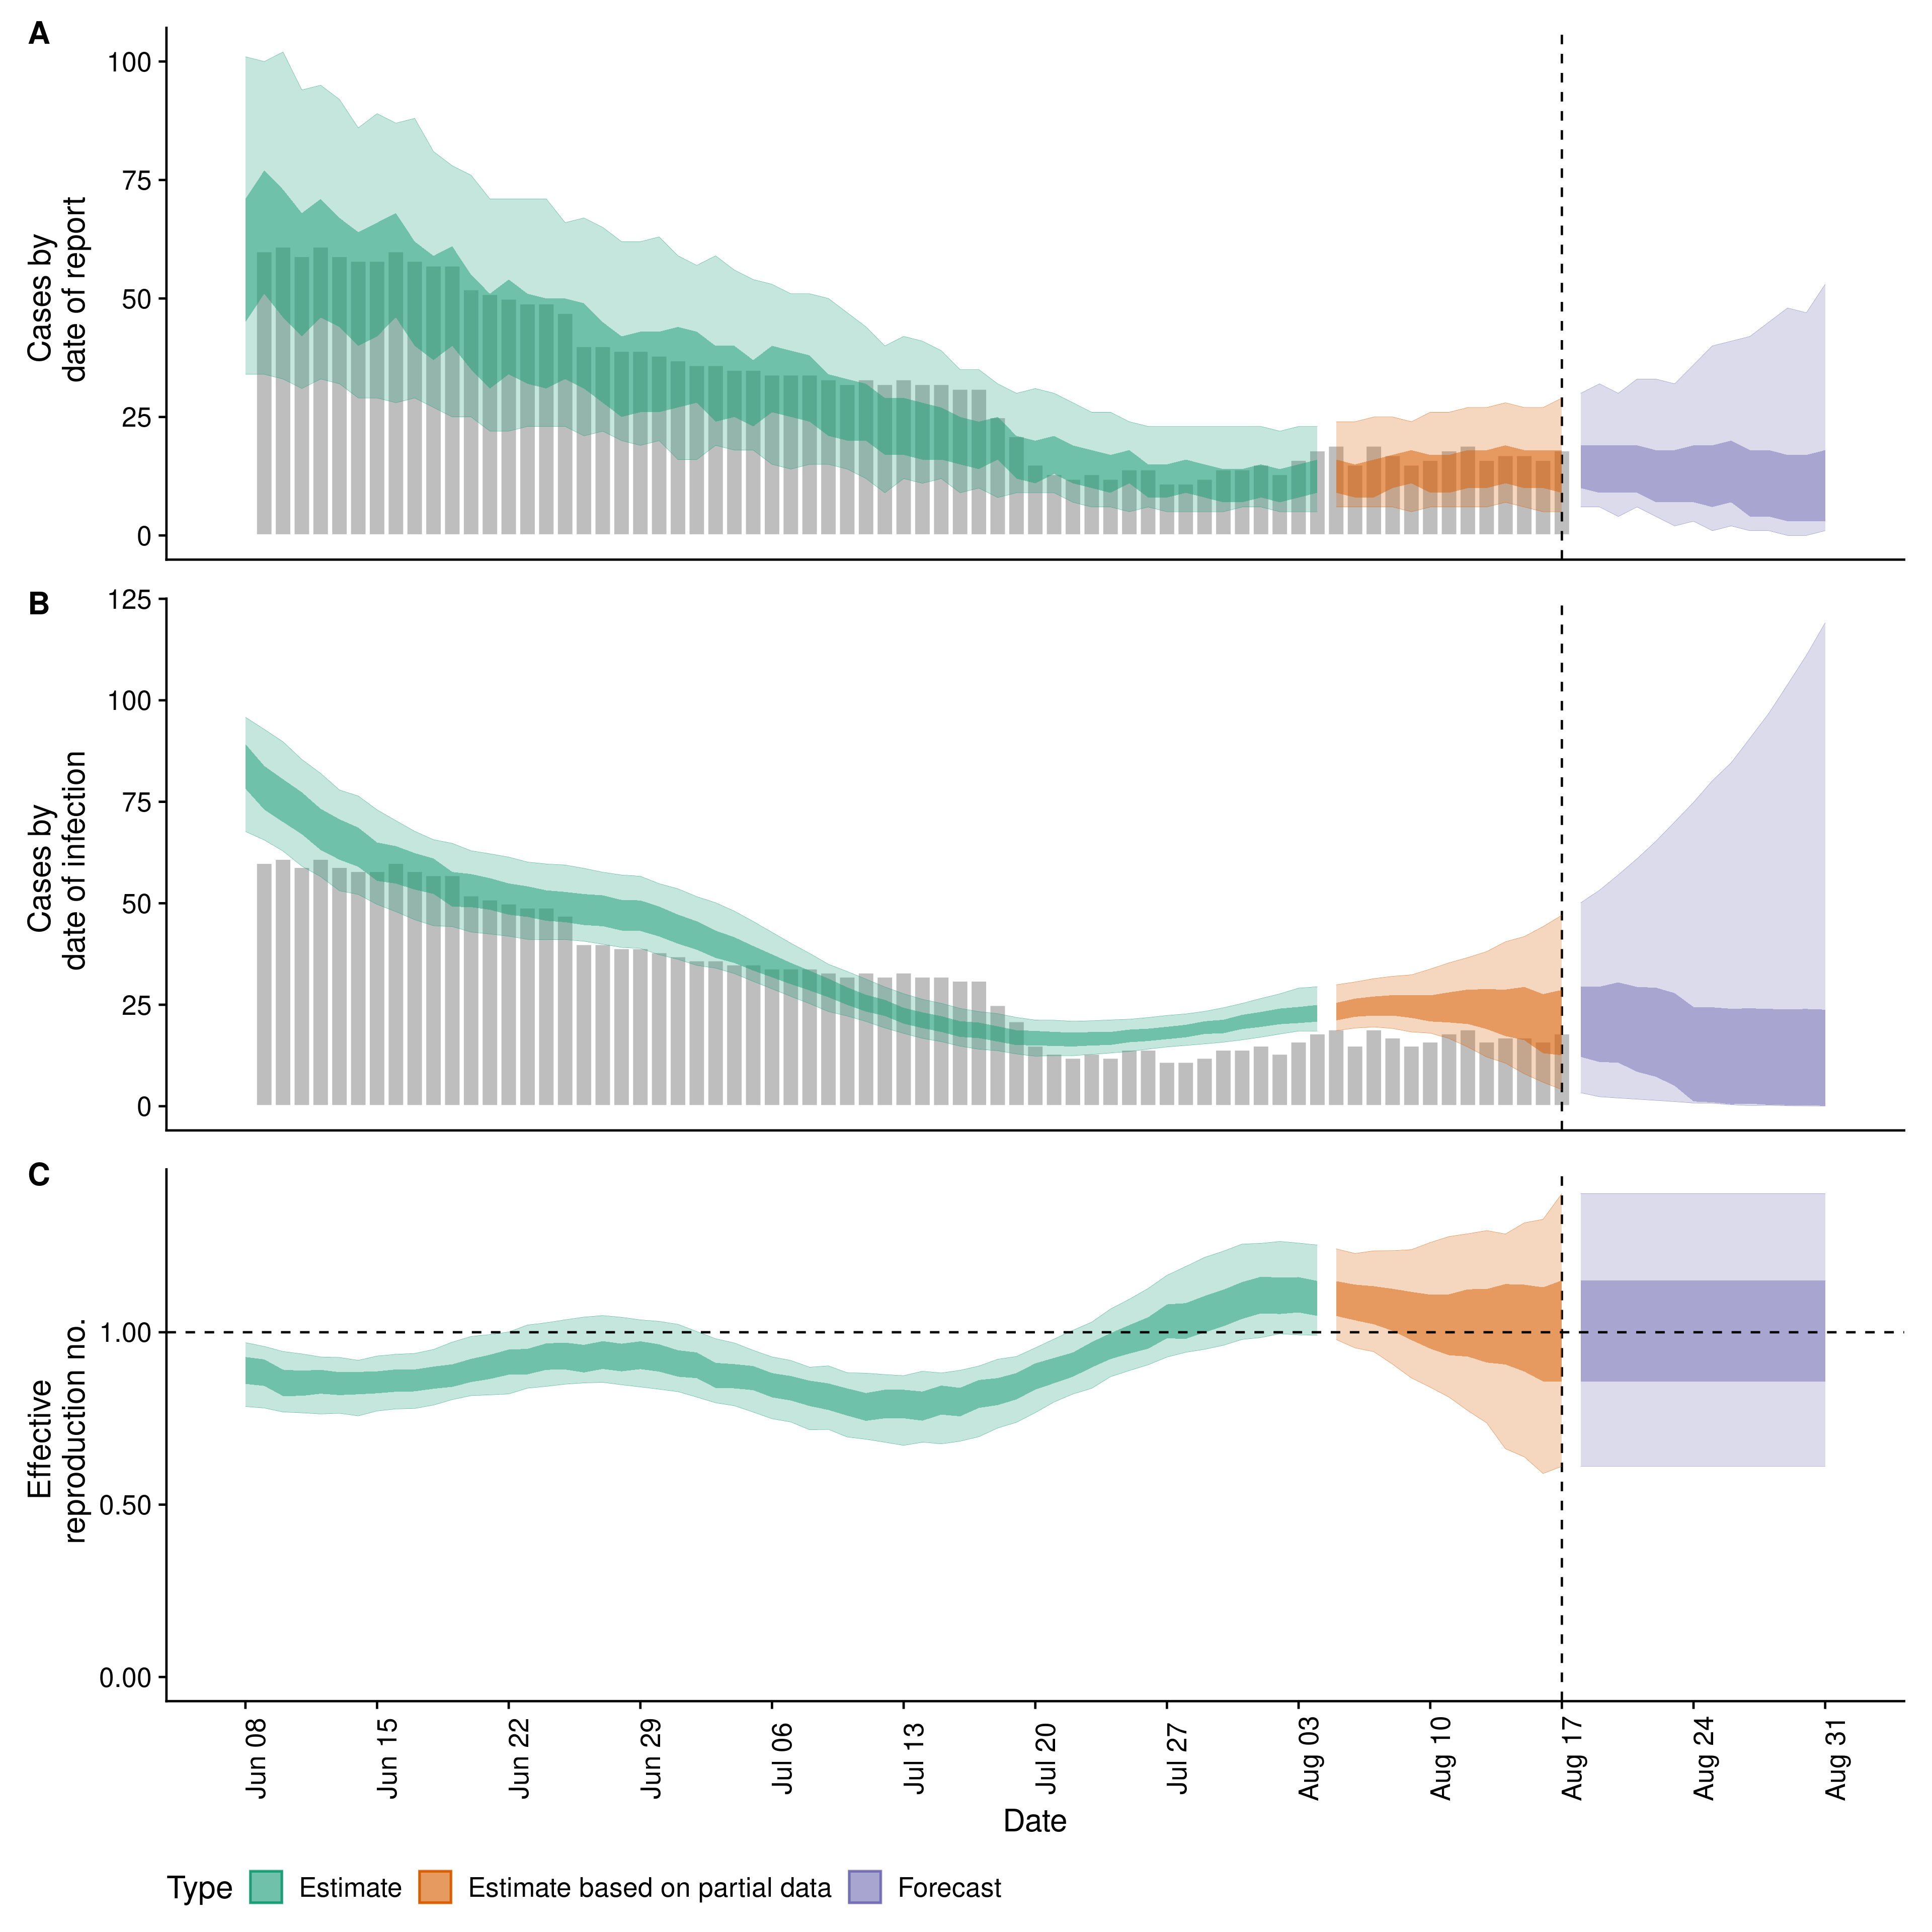 A
100
75
50
25
0
Cases by
date of report
B
125
100
75
50
25
0
Cases by
date of infection
C
1.00
0.50
0.00
Effective
reproduction no.
Jun 08
Jun 15
Jun 22
Jun 29
Jul 06
Jul 13
Jul 20
Jul 27
Aug 03
Aug 10
Aug 17
Aug 24
Aug 31
Date
Type Estimate Estimate based on partial data Forecast